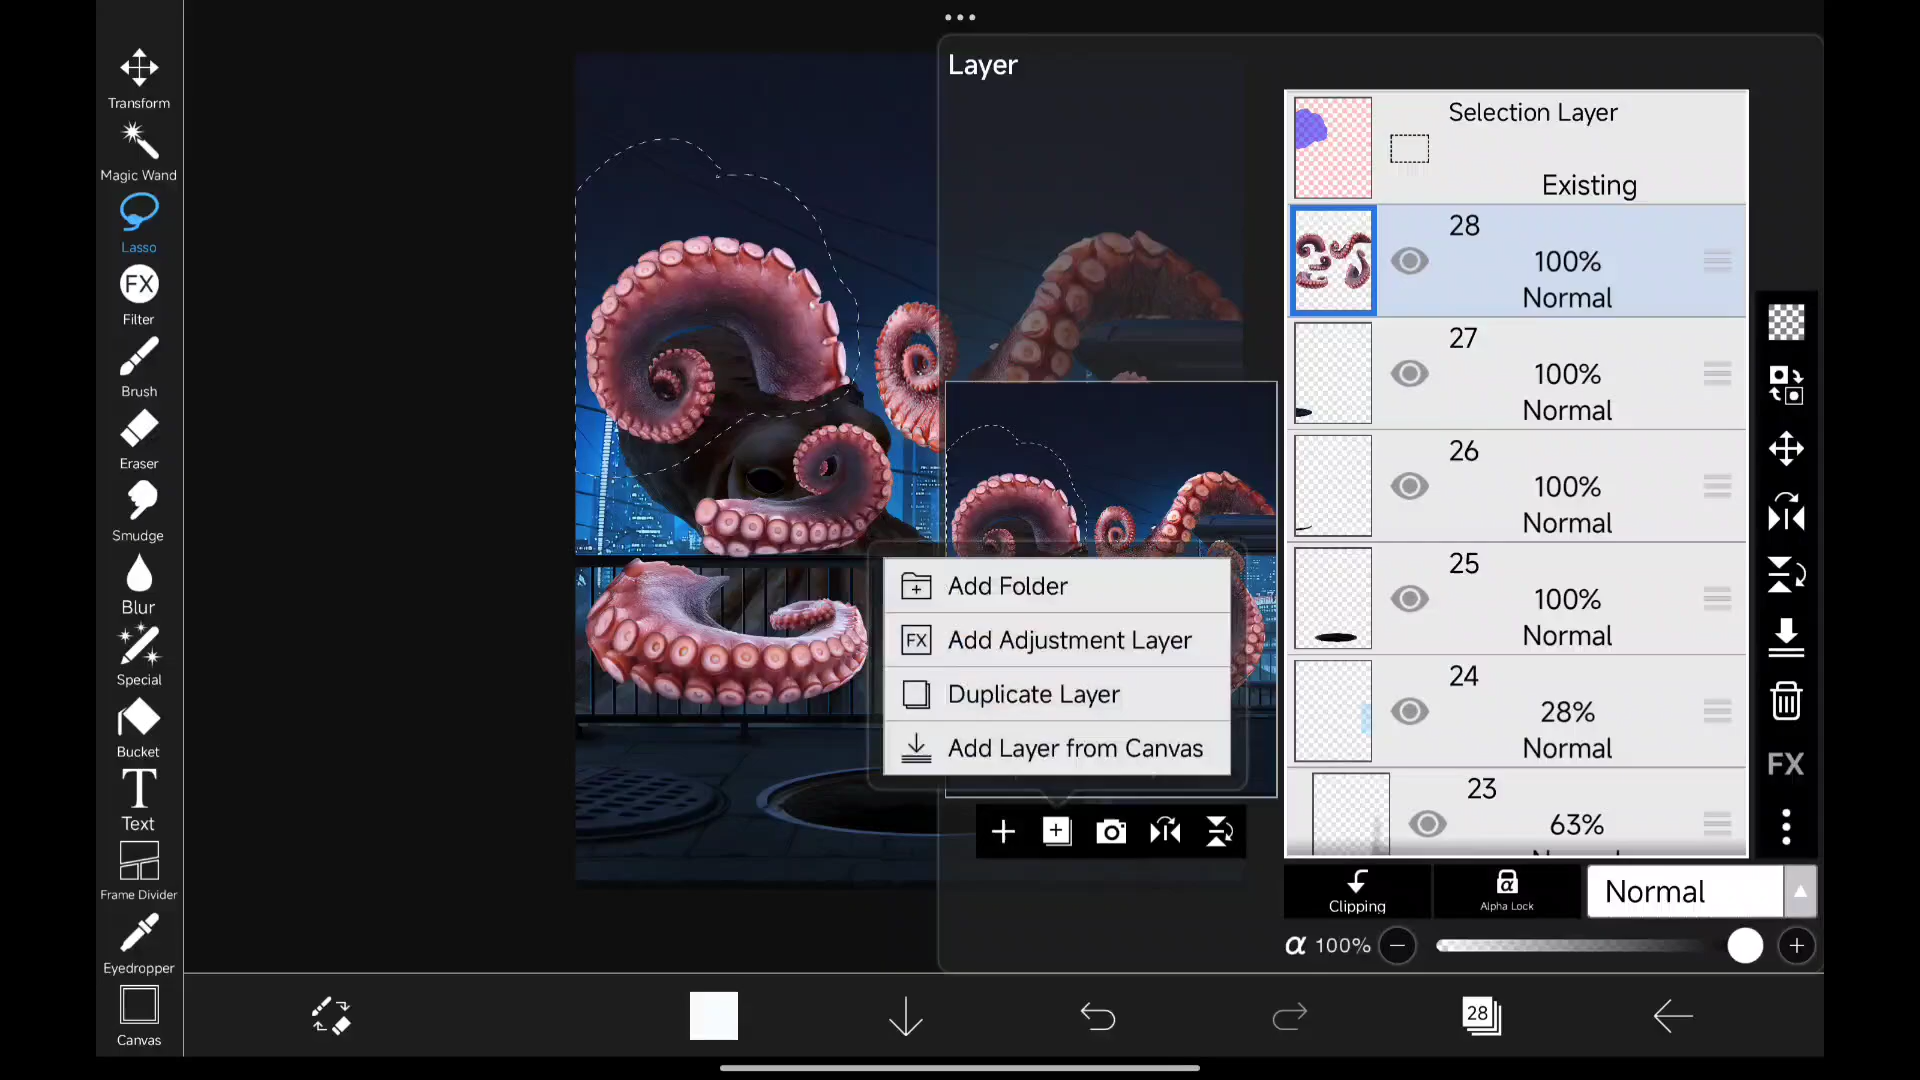 Layer
Transform
Magic Wand
Lasso
FX
Filter
Brush
Eraser
Smudge
Blur
Special
Bucket
T
Text
Frame Divider
Eyedropper
Canvas
Selection Layer
Existing
28
100%
Normal
27
100%
Normal
26
100%
Normal
25
100%
Normal
24
28%
Normal
23
63%
Add Folder
FX Add Adjustment Layer
Duplicate Layer
Add Layer from Canvas
FX
Clipping
α
Alpha Lock
Normal
α 100%
28